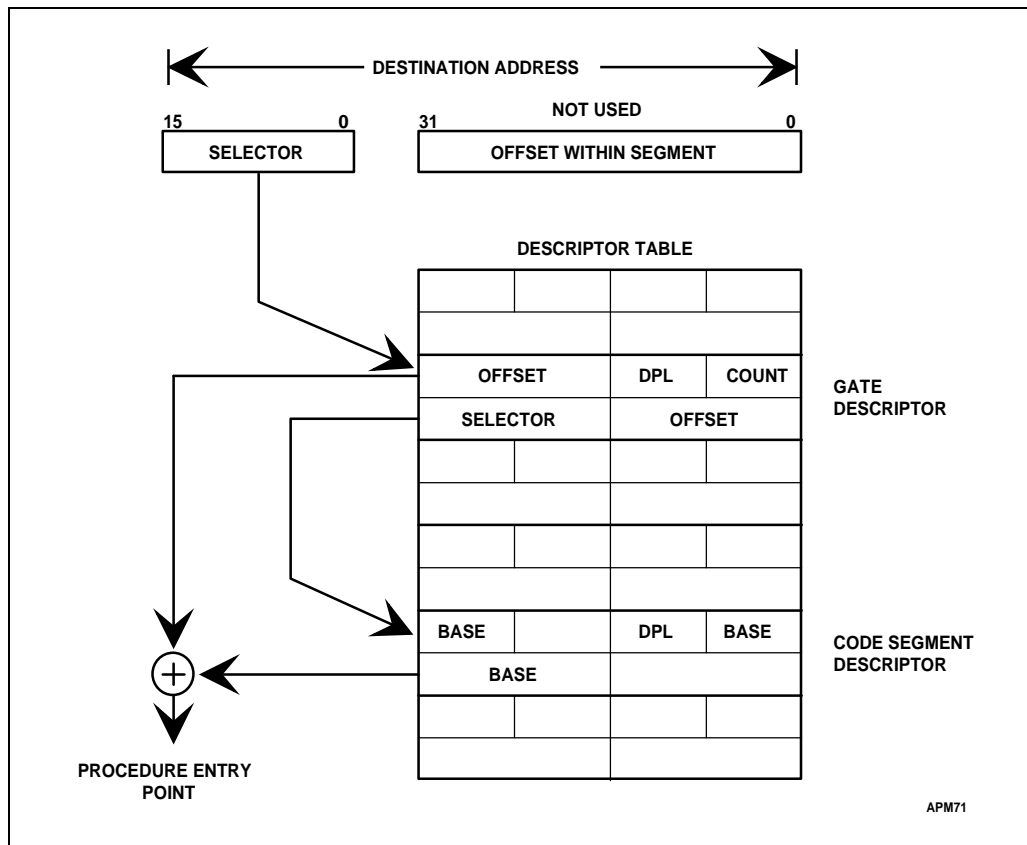 DESTINATION ADDRESS
NOT USED
15 0 31 0
SELECTOR OFFSET WITHIN SEGMENT
DESCRIPTOR TABLE
OFFSET DPL COUNT
SELECTOR OFFSET
GATE
DESCRIPTOR
BASE DPL BASE
BASE
CODE SEGMENT
DESCRIPTOR
PROCEDURE ENTRY
POINT
APM71